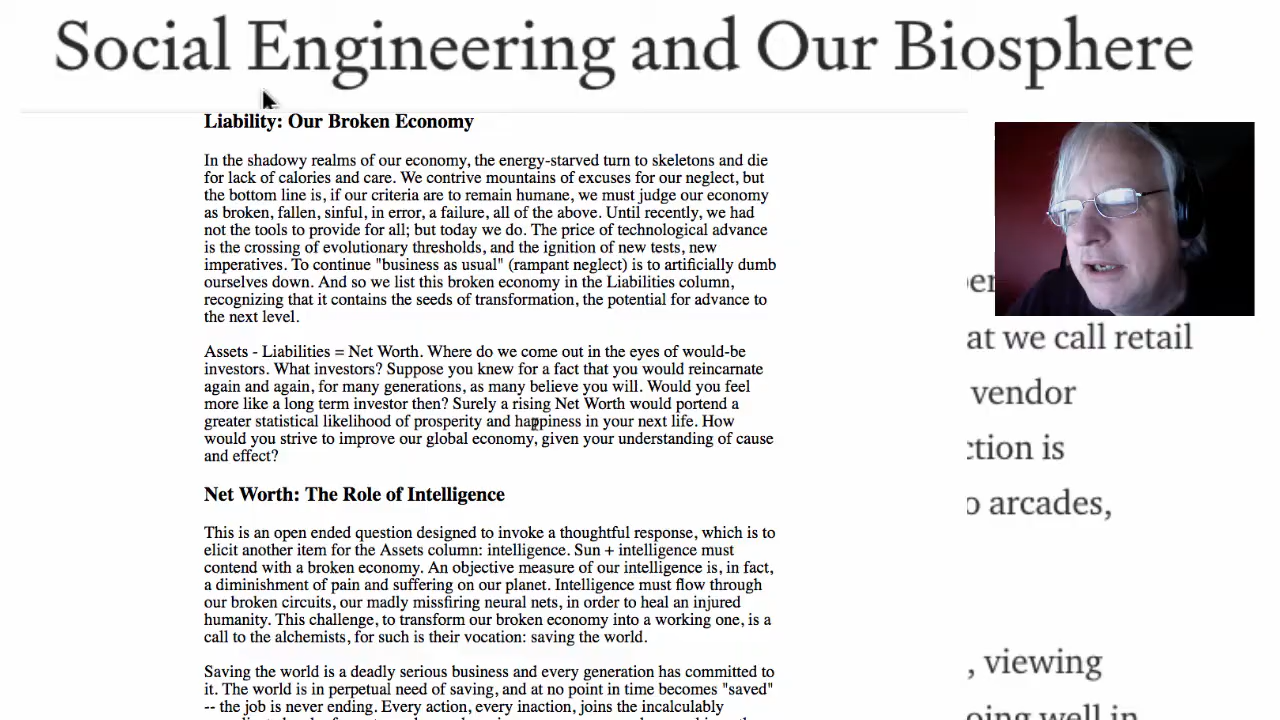 Social Engineering and Our Biosphere
Liability: Our Broken Economy
In the shadowy realms of our economy, the energy-starved turn to skeletons and die
for lack of calories and care. We contrive mountains of excuses for our neglect, but
the bottom line is, if our criteria are to remain humane, we must judge our economy
as broken, fallen, sinful, in error, a failure, all of the above. Until recently, we had
not the tools to provide for all; but today we do. The price of technological advance
is the crossing of evolutionary thresholds, and the ignition of new tests, new
imperatives. To continue "business as usual" (rampant neglect) is to artificially dumb
ourselves down. And so we list this broken economy in the Liabilities column,
recognizing that it contains the seeds of transformation, the potential for advance to
the next level.
Assets - Liabilities = Net Worth. Where do we come out in the eyes of would-be
investors. What investors? Suppose you knew for a fact that you would reincarnate
again and again, for many generations, as many believe you will. Would you feel
more like a long term investor then? Surely a rising Net Worth would portend a
greater statistical likelihood of prosperity and happiness in your next life. How
would you strive to improve our global economy, given your understanding of cause
and effect?
Net Worth: The Role of Intelligence
This is an open ended question designed to invoke a thoughtful response, which is to
elicit another item for the Assets column: intelligence. Sun + intelligence must
contend with a broken economy. An objective measure of our intelligence is, in fact,
a diminishment of pain and suffering on our planet. Intelligence must flow through
our broken circuits, our madly missfiring neural nets, in order to heal an injured
humanity. This challenge, to transform our broken economy into a working one, is a
call to the alchemists, for such is their vocation: saving the world.
Saving the world is a deadly serious business and every generation has committed to
it. The world is in perpetual need of saving, and at no point in time becomes "saved"
-- the job is never ending. Every action, every inaction, joins the incalculably
at we call retail
vendor
ction is
o arcades,
, viewing
oing well in